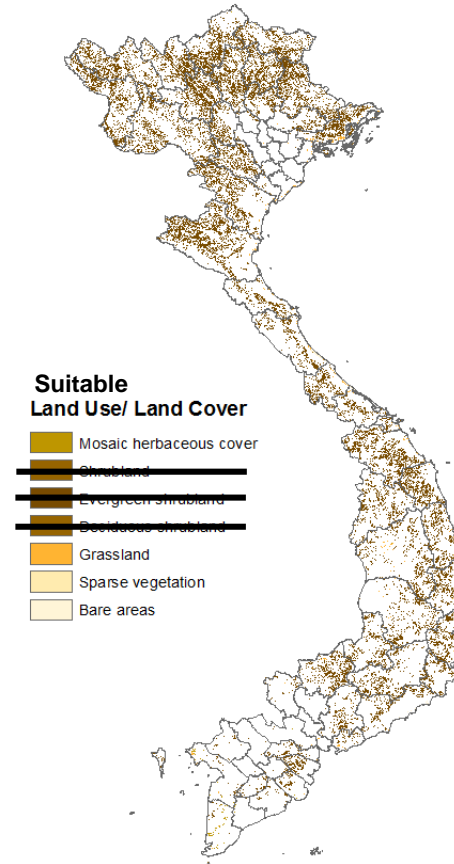 Suitable
Land Use/ Land Cover
Mosaic herbaceous cover
Shrubland
Evergreen shrubland
Deciduous shrubland
Grassland
Sparse vegetation
Bare areas